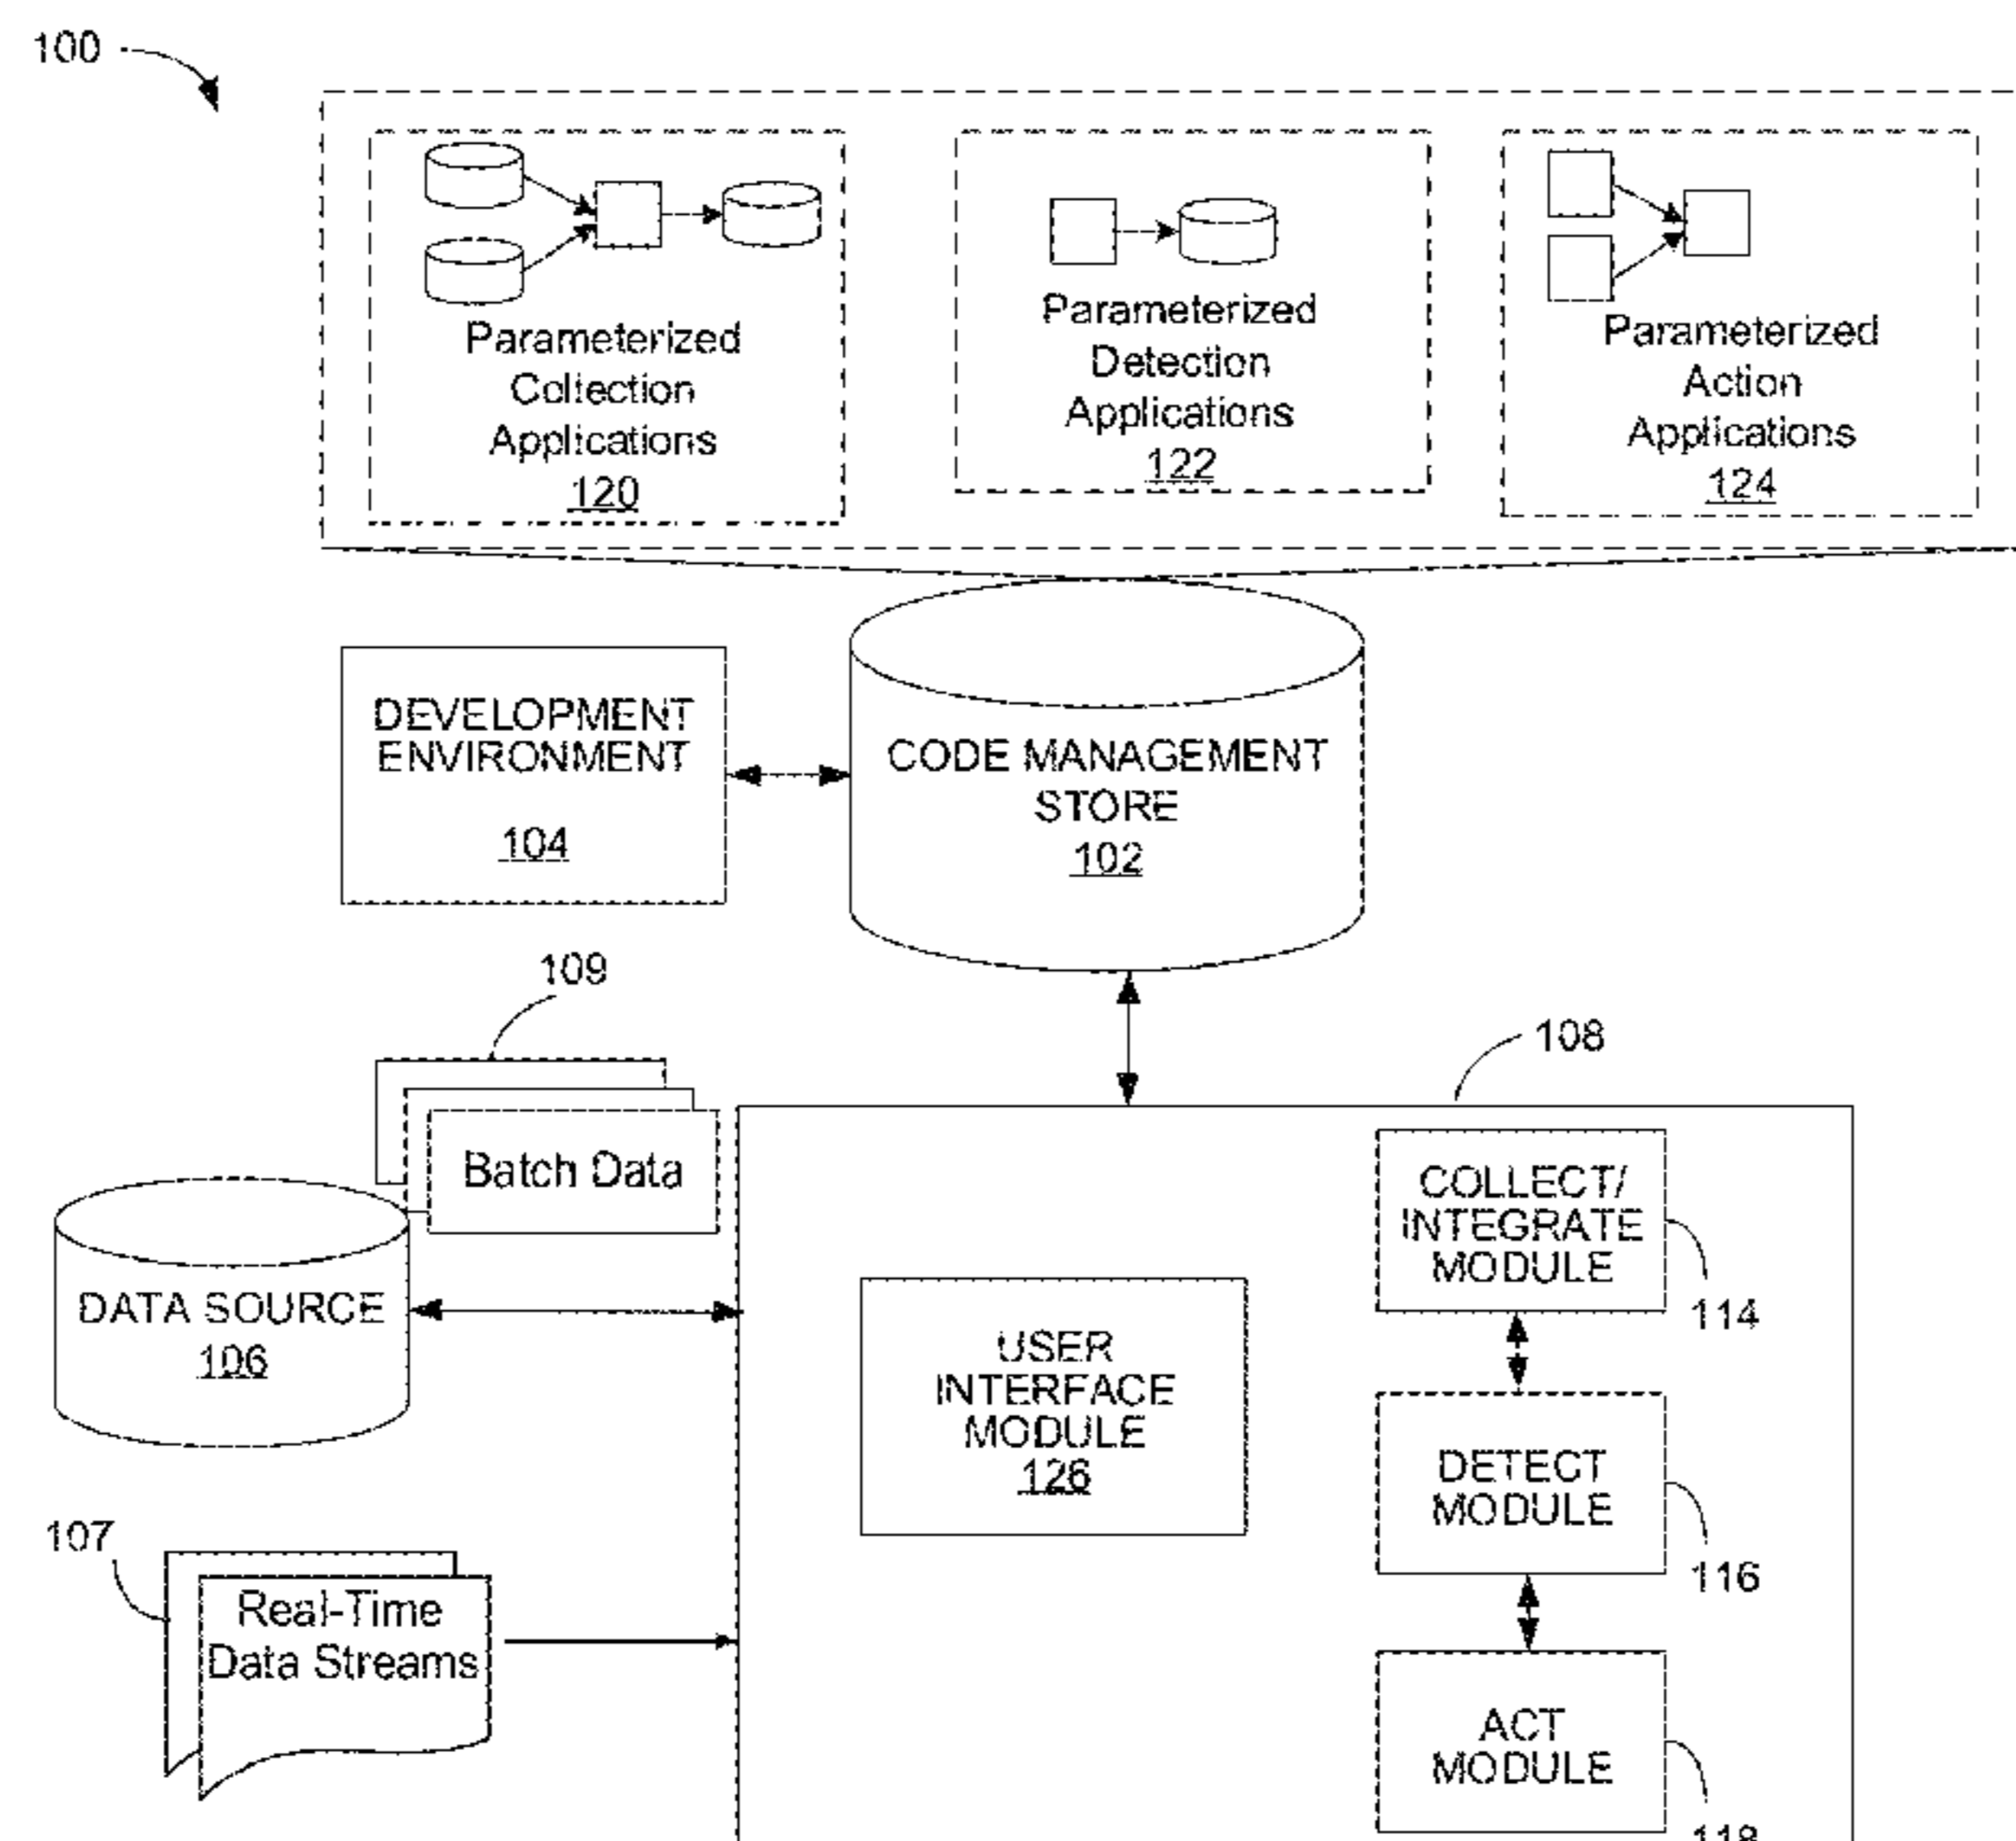 100
Parameterized
Collection
Applications
120
Parameterized
Detection
Applications
122
Parameterized
Action
Applications
124
DEVELOPMENT
ENVIRONMENT
104
CODE MANAGEMENT
STORE
102
109
108
Batch Data
COLLECT/
INTEGRATE
MODULE
114
DATA SOURCE
106
USER
INTERFACE
MODULE
126
DETECT
MODULE
116
107
Real-Time
Data Streams
ACT
MODULE
118